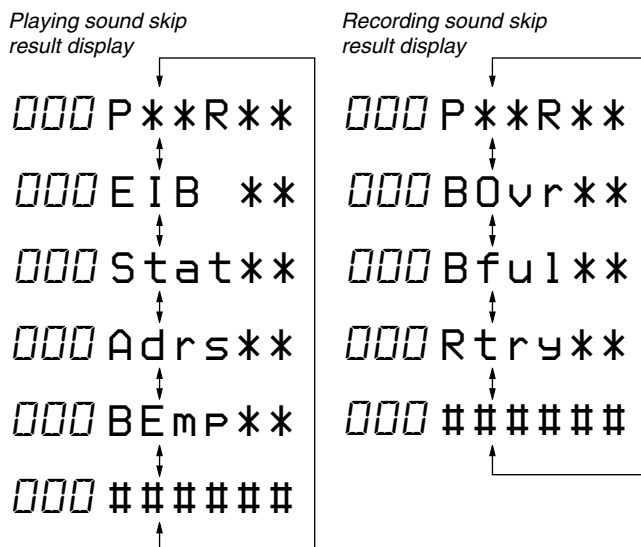 Playing sound skip
result display
000 P**R**
000 EIB **
000 Stat**
000 Adrs**
000 BEmp**
000 ######
Recording sound skip
result display
000 P**R**
000 BOvr**
000 Bful**
000 Rtry**
000 ######